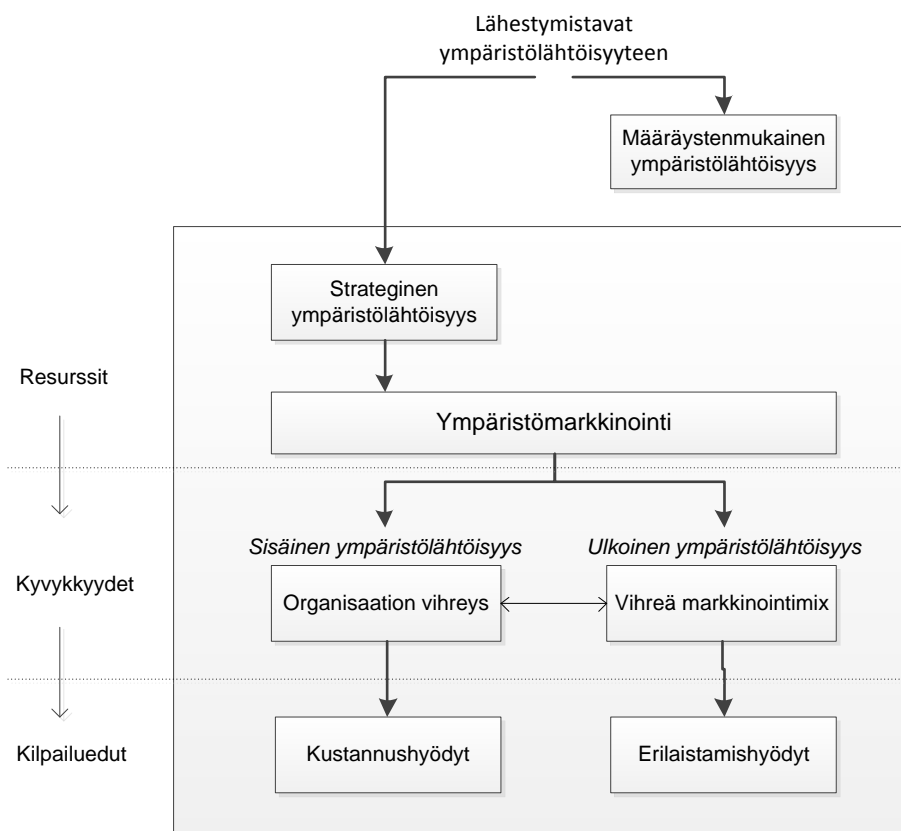 Lähestymistavat
ympäristölähtöisyyteen
Määräystenmukainen
ympäristölähtöisyys
Strateginen
ympäristölähtöisyys
Resurssit
Ympäristömarkkinointi
Sisäinen ympäristölähtöisyys
Ulkoinen ympäristölähtöisyys
Kyvykkyydet
Organisaation vihreys
Vihreä markkinointimix
Kilpailuedut
Kustannushyödyt
Erilaistamishyödyt